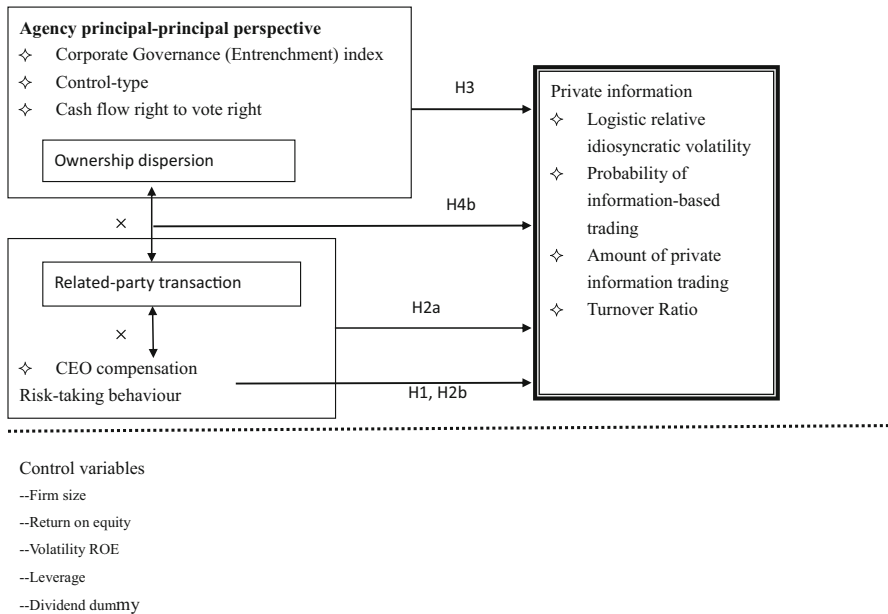 Agency principal-principal perspective
✧ Corporate Governance (Entrenchment) index
✧ Control-type
✧ Cash flow right to vote right
Ownership dispersion
×
Related-party transaction
×
✧ CEO compensation
Risk-taking behaviour
H3
H4b
H2a
H1, H2b
Private information
✧ Logistic relative
idiosyncratic volatility
✧ Probability of
information-based
trading
✧ Amount of private
information trading
✧ Turnover Ratio
Control variables
--Firm size
--Return on equity
--Volatility ROE
--Leverage
--Dividend dummy